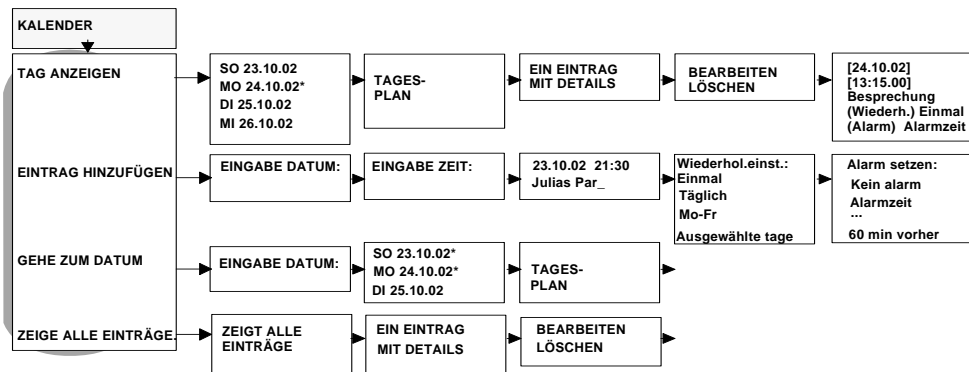 KALENDER
TAG ANZEIGEN
SO 23.10.02
MO 24.10.02*
DI 25.10.02
MI 26.10.02
TAGES-
PLAN
EIN EINTRAG
MIT DETAILS
BEARBEITEN
LÖSCHEN
[24.10.02]
[13:15.00]
Besprechung
(Wiederh.) Einmal
(Alarm) Alarmzeit
EINTRAG HINZUFÜGEN
EINGABE DATUM:
EINGABE ZEIT:
23.10.02 21:30
Julias Par_
Wiederhol.einst.:
Einmal
Täglich
Mo-Fr
Ausgewählte tage
Alarm setzen:
Kein alarm
Alarmzeit
...
60 min vorher
GEHE ZUM DATUM
EINGABE DATUM:
SO 23.10.02*
MO 24.10.02*
DI 25.10.02
TAGES-
PLAN
ZEIGE ALLE EINTRÄGE.
ZEIGT ALLE
EINTRÄGE
EIN EINTRAG
MIT DETAILS
BEARBEITEN
LÖSCHEN